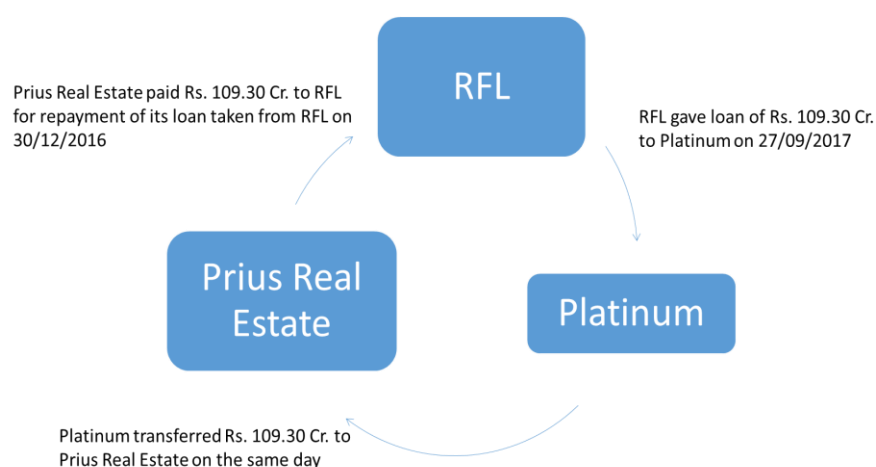 RFL
Prius Real Estate paid Rs. 109.30 Cr. to RFL
for repayment of its loan taken from RFL on
30/12/2016
RFL gave loan of Rs. 109.30 Cr.
to Platinum on 27/09/2017
Prius Real
Estate
Platinum
Platinum transferred Rs. 109.30 Cr. to
Prius Real Estate on the same day